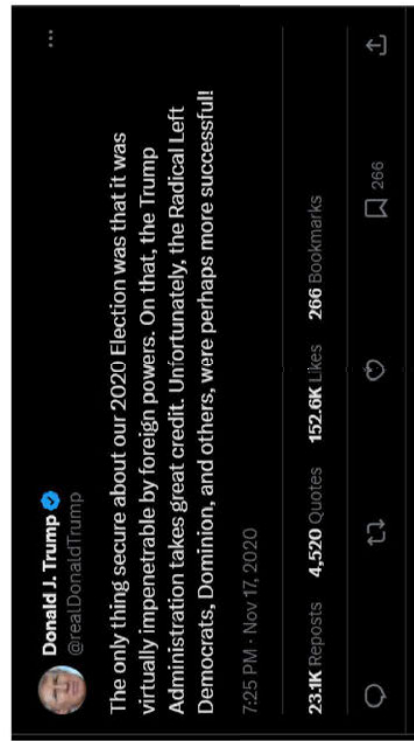 Donald J. Trump
@realDonaldTrump
The only thing secure about our 2020 Election was that it was
virtually impenetrable by foreign powers. On that, the Trump
Administration takes great credit. Unfortunately, the Radical Left
Democrats, Dominion, and others, were perhaps more successful!
7:25 PM · Nov 17, 2020
23.1K Reposts 4,520 Quotes 152.6K Likes 266 Bookmarks
266